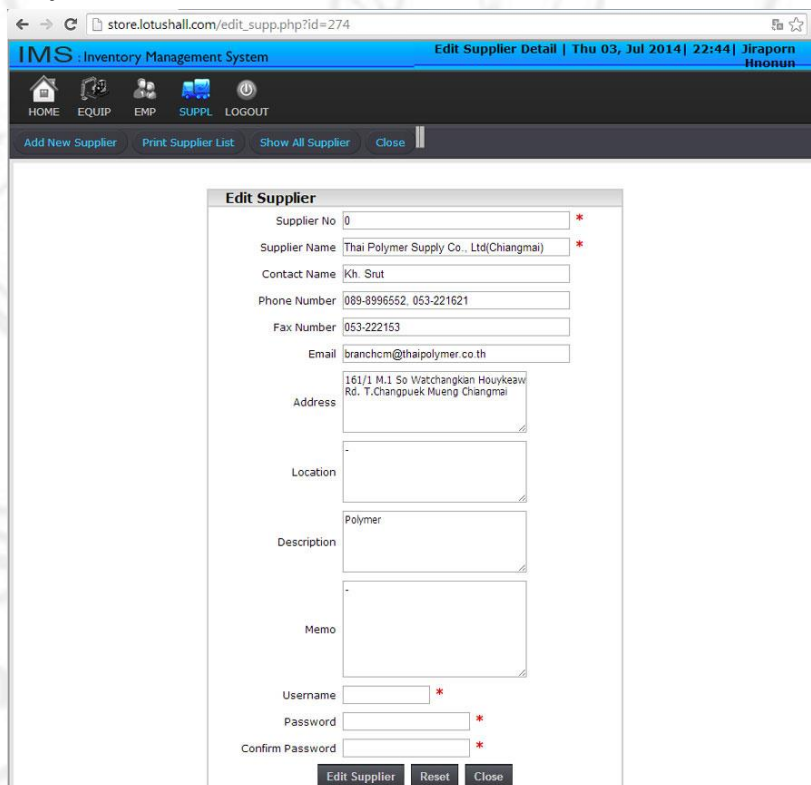 store.lotushall.com/edit_supp.php?id=274
IMS : Inventory Management System
Edit Supplier Detail | Thu 03, Jul 2014| 22:44| Jiraporn
Hnonun
HOME EQUIP EMP SUPPL LOGOUT
Add New Supplier Print Supplier List Show All Supplier Close
Edit Supplier
Supplier No 0 *
Supplier Name Thai Polymer Supply Co., Ltd(Chiangmai) *
Contact Name Kh. Srut
Phone Number 089-8996552, 053-221621
Fax Number 053-222153
Email branchcm@thaipolymer.co.th
Address 161/1 M.1 So Watchangkian Houykeaw
Rd. T.Changpuek Mueng Chiangmai
Location -
Description Polymer
Memo -
Username *
Password *
Confirm Password *
Edit Supplier Reset Close